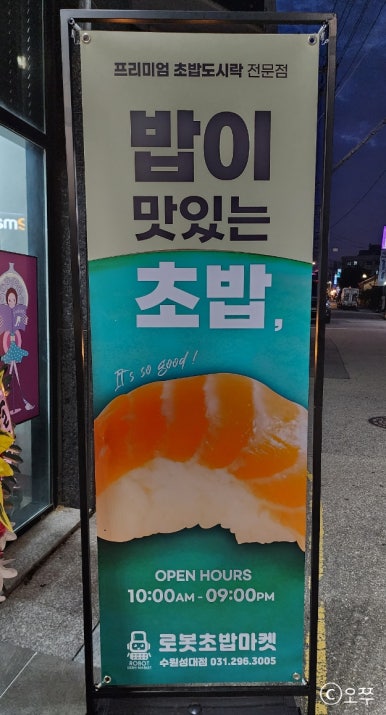 프리미엄 초밥도시락 전문점
밥이
맛있는
초밥,
It's so good!
OPEN HOURS
10:00AM - 09:00PM
로봇초밥마켓
ROBOT
수원성대점 031.296.3005
ⓒ오쭈